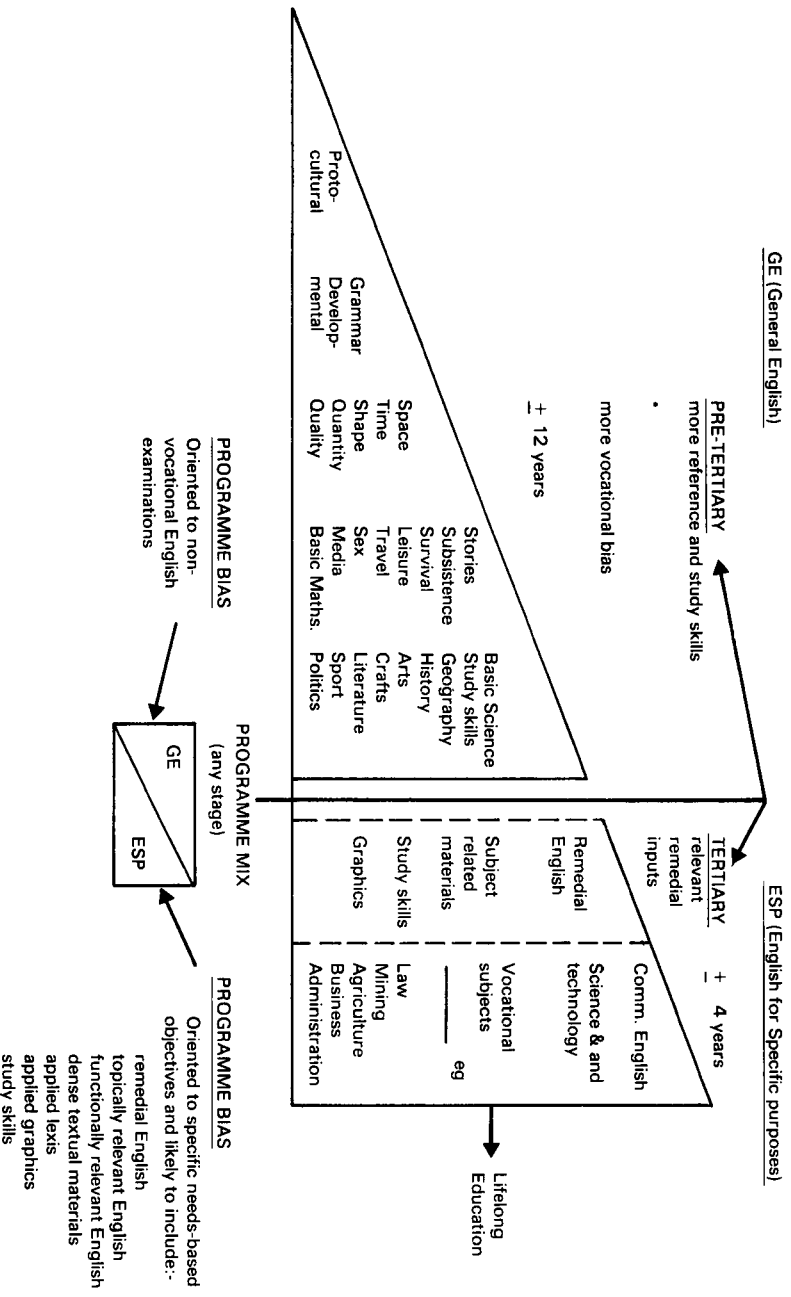 GE (General English)
ESP (English for Specific purposes)
PRE-TERTIARY
more reference and study skills
more vocational bias
± 12 years
TERTIARY
relevant
remedial
inputs
± 4 years
Proto-
cultural
Grammar
Develop-
mental
Space
Time
Shape
Quantity
Quality
Stories
Subsistence
Survival
Leisure
Travel
Sex
Media
Basic Maths.
Basic Science
Study skills
Geography
History
Arts
Crafts
Literature
Sport
Politics
Remedial
English
Subject
related
materials
Study skills
Graphics
Comm. English
Science & and
technology
Vocational
subjects
eg
Law
Mining
Agriculture
Business
Administration
Lifelong
Education
PROGRAMME BIAS
Oriented to non-
vocational English
examinations
PROGRAMME MIX
(any stage)
GE
ESP
PROGRAMME BIAS
Oriented to specific needs-based
objectives and likely to include:-
remedial English
topically relevant English
functionally relevant English
dense textual materials
applied lexis
applied graphics
study skills